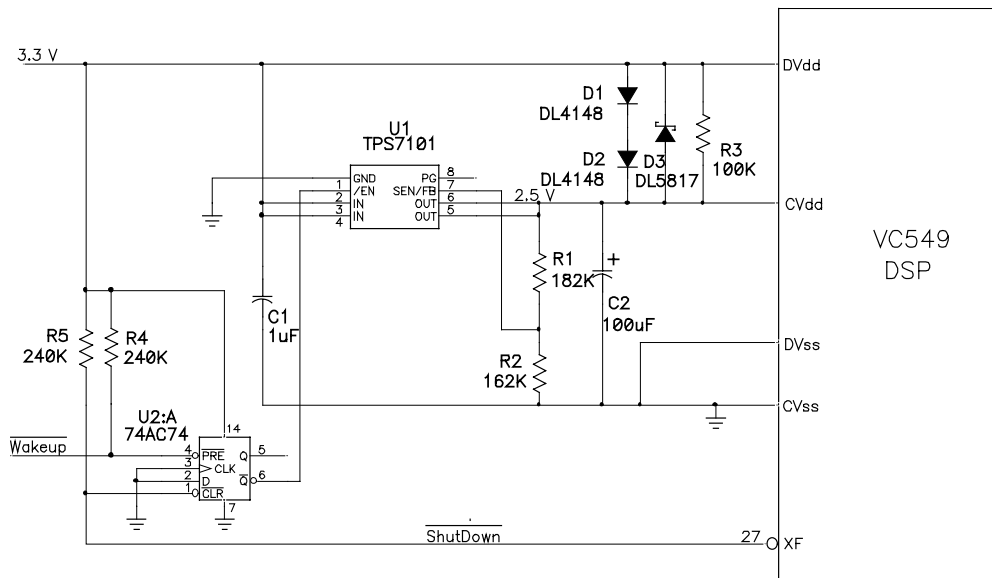 3.3 V
DVdd
D1
DL4148
U1
TPS7101
D2
DL4148
D3
DL5817
R3
100K
GND
PG
8
1
/EN
SEN/FB
7
2
IN
OUT
6
3
IN
OUT
5
4
2.5 V
CVdd
VC549
DSP
R1
182K
C2
100uF
+
C1
1uF
R5
240K
R4
240K
R2
162K
DVss
CVss
U2:A
74AC74
14
Wakeup
4
PRE
Q
5
3
CLK
2
D
Q
6
1
CLR
7
ShutDown
27
XF